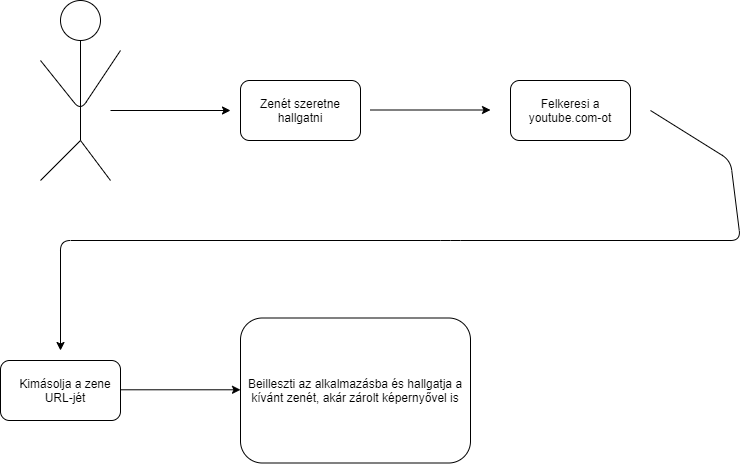 Zenét szeretne
hallgatni
Felkeresi a
youtube.com-ot
Kimásolja a zene
URL-jét
Beilleszti az alkalmazásba és hallgatja a
kívánt zenét, akár zárolt képernyővel is